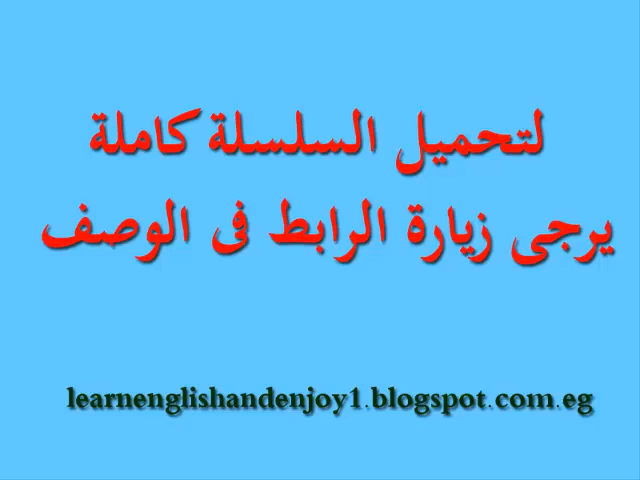 لتحميل السلسلة كاملة
يرجى زيارة الرابط فى الوصف
learnenglishandenjoy1.blogspot.com.eg